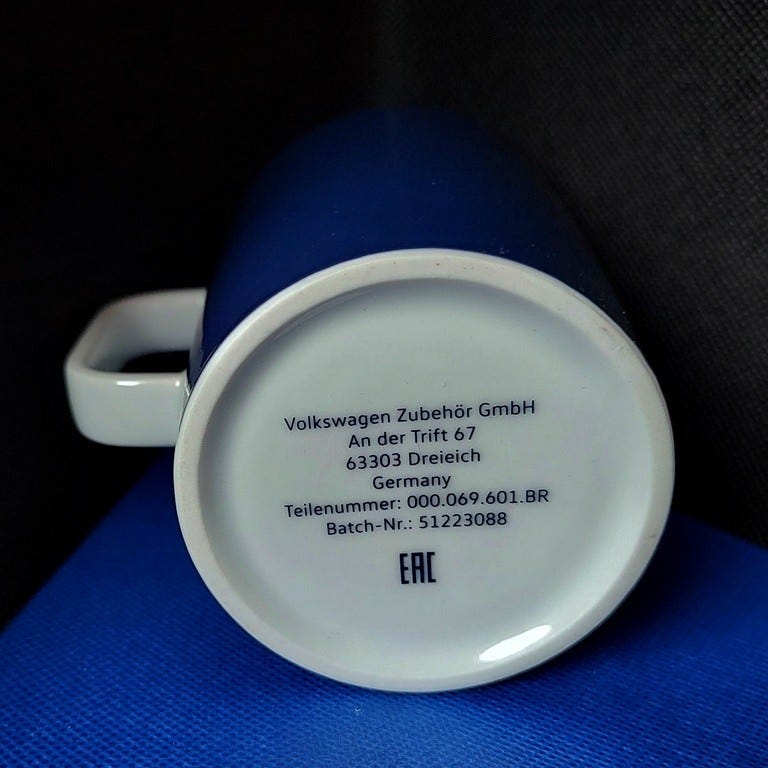 Volkswagen Zubehör GmbH
An der Trift 67
63303 Dreieich
Germany
Teilenummer: 000.069.601.BR
Batch-Nr.: 51223088
EAC